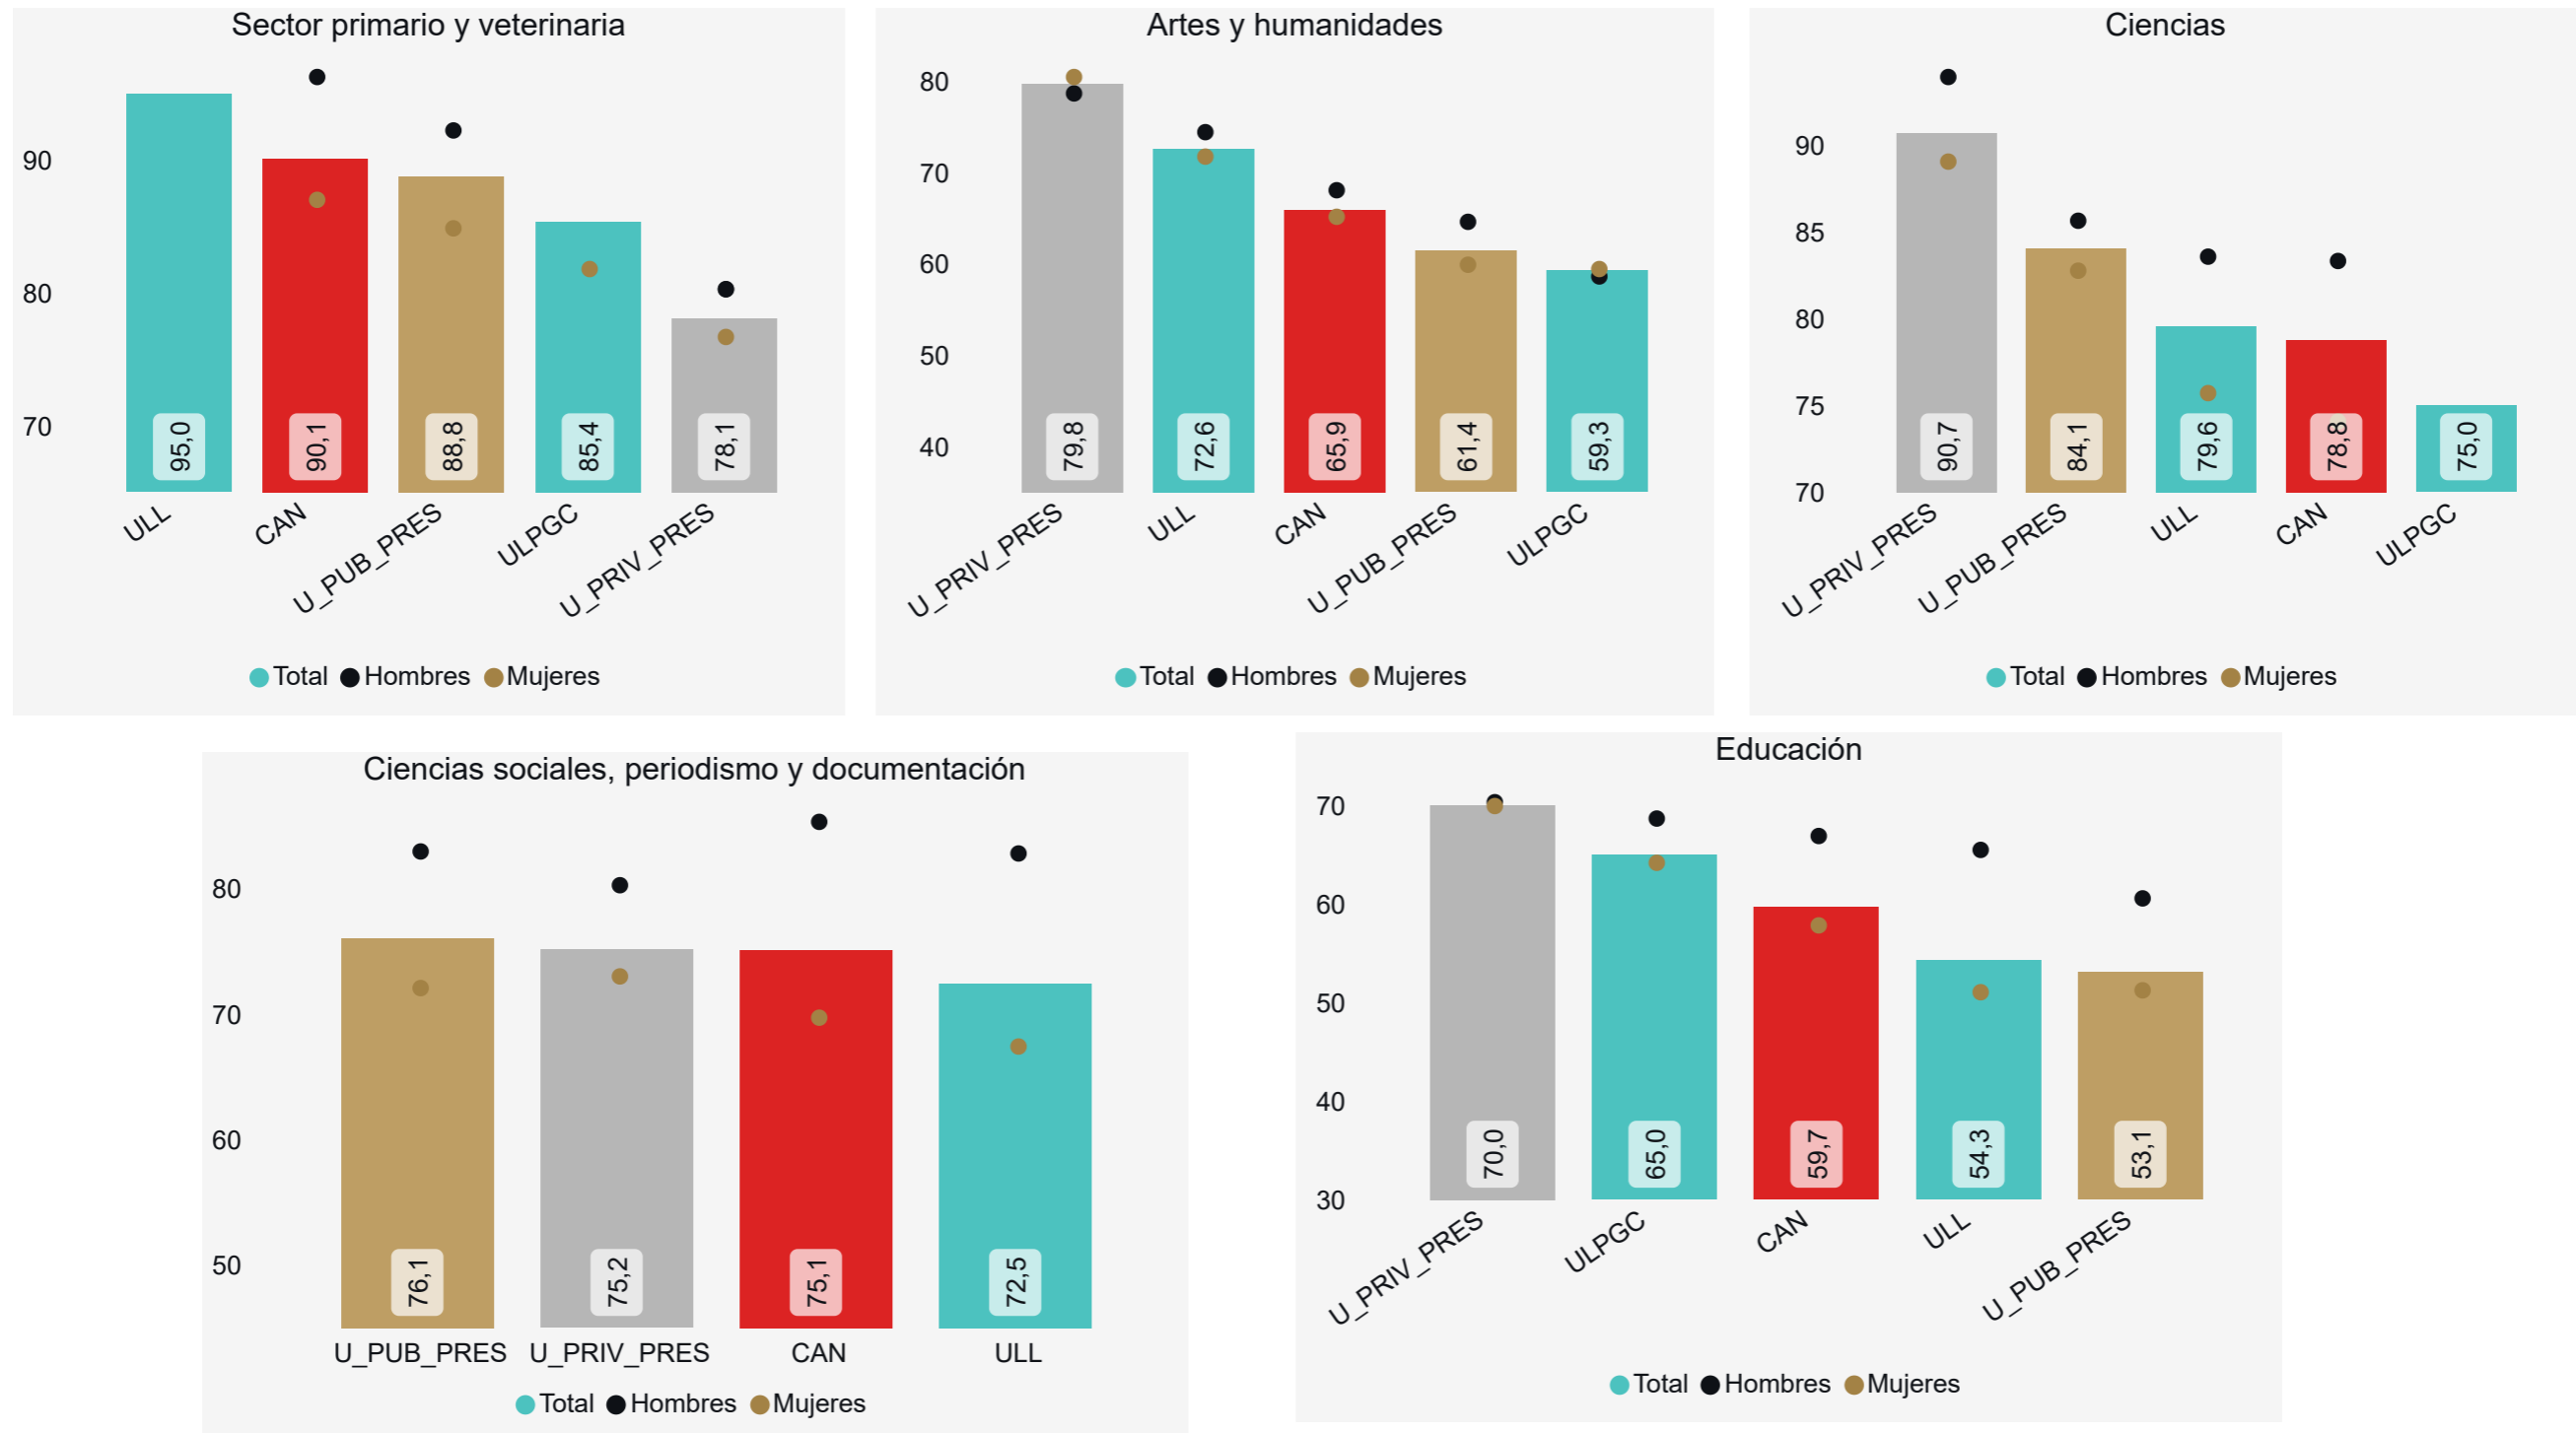 Sector primario y veterinaria
90
80
70
95,0
90,1
88,8
85,4
78,1
ULL
CAN
U_PUB_PRES
ULPGC
U_PRIV_PRES
Total Hombres Mujeres
Artes y humanidades
80
70
60
50
40
79,8
72,6
65,9
61,4
59,3
U_PRIV_PRES
ULL
CAN
U_PUB_PRES
ULPGC
Total Hombres Mujeres
Ciencias
90
85
80
75
70
90,7
84,1
79,6
78,8
75,0
U_PRIV_PRES
U_PUB_PRES
ULL
CAN
ULPGC
Total Hombres Mujeres
Ciencias sociales, periodismo y documentación
80
70
60
50
76,1
75,2
75,1
72,5
U_PUB_PRES
U_PRIV_PRES
CAN
ULL
Total Hombres Mujeres
Educación
70
60
50
40
30
70,0
65,0
59,7
54,3
53,1
U_PRIV_PRES
ULPGC
CAN
ULL
U_PUB_PRES
Total Hombres Mujeres